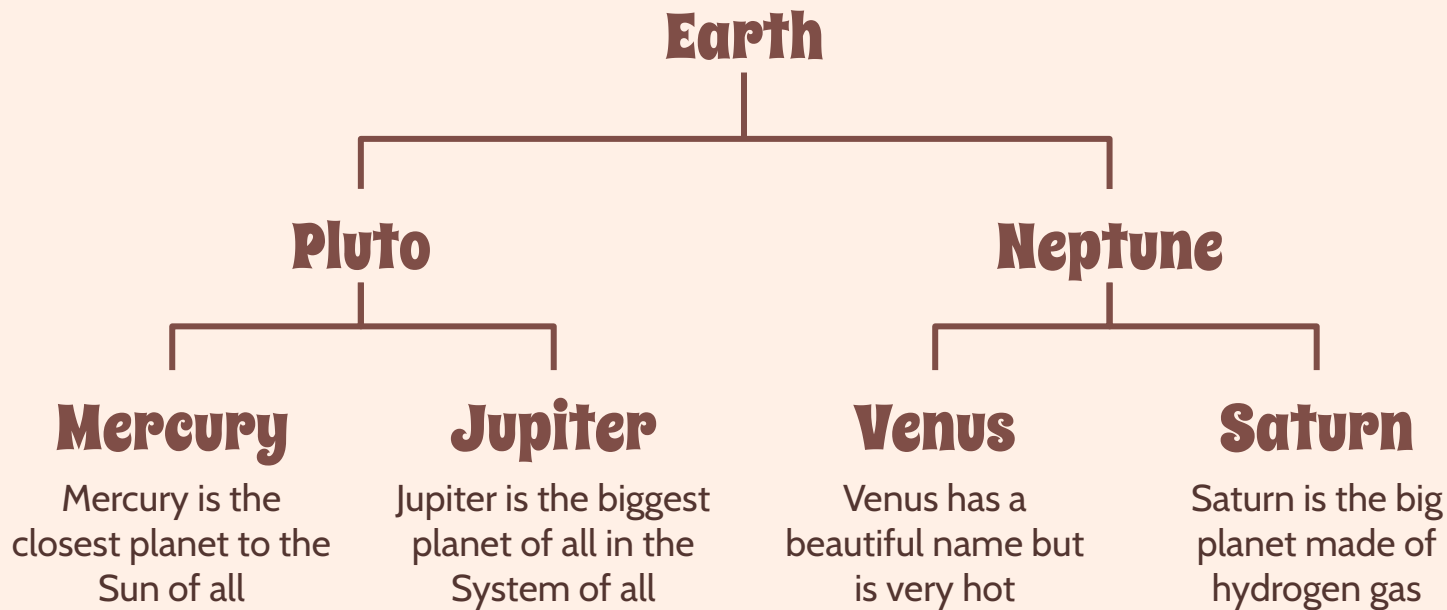 Earth
Pluto
Neptune
Mercury
Mercury is the
closest planet to the
Sun of all
Jupiter
Jupiter is the biggest
planet of all in the
System of all
Venus
Venus has a
beautiful name but
is very hot
Saturn
Saturn is the big
planet made of
hydrogen gas